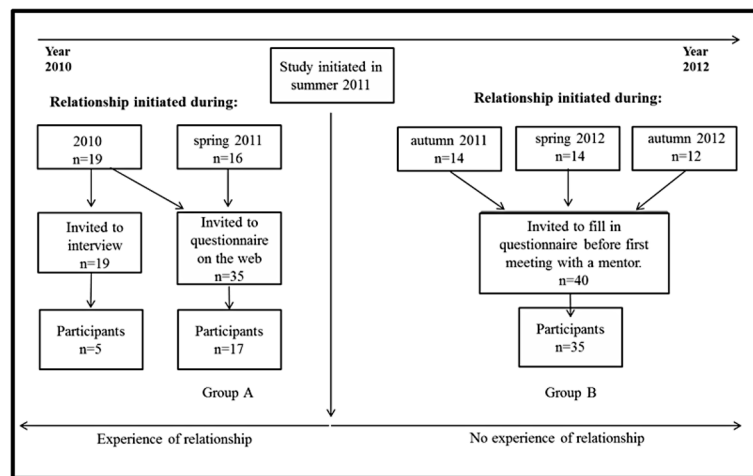 Year
2010
Year
2012
Study initiated in
summer 2011
Relationship initiated during:
Relationship initiated during:
2010
n=19
spring 2011
n=16
autumn 2011
n=14
spring 2012
n=14
autumn 2012
n=12
Invited to
interview
n=19
Invited to
questionnaire
on the web
n=35
Invited to fill in
questionnaire before first
meeting with a mentor.
n=40
Participants
n=5
Participants
n=17
Participants
n=35
Group A
Group B
Experience of relationship
No experience of relationship